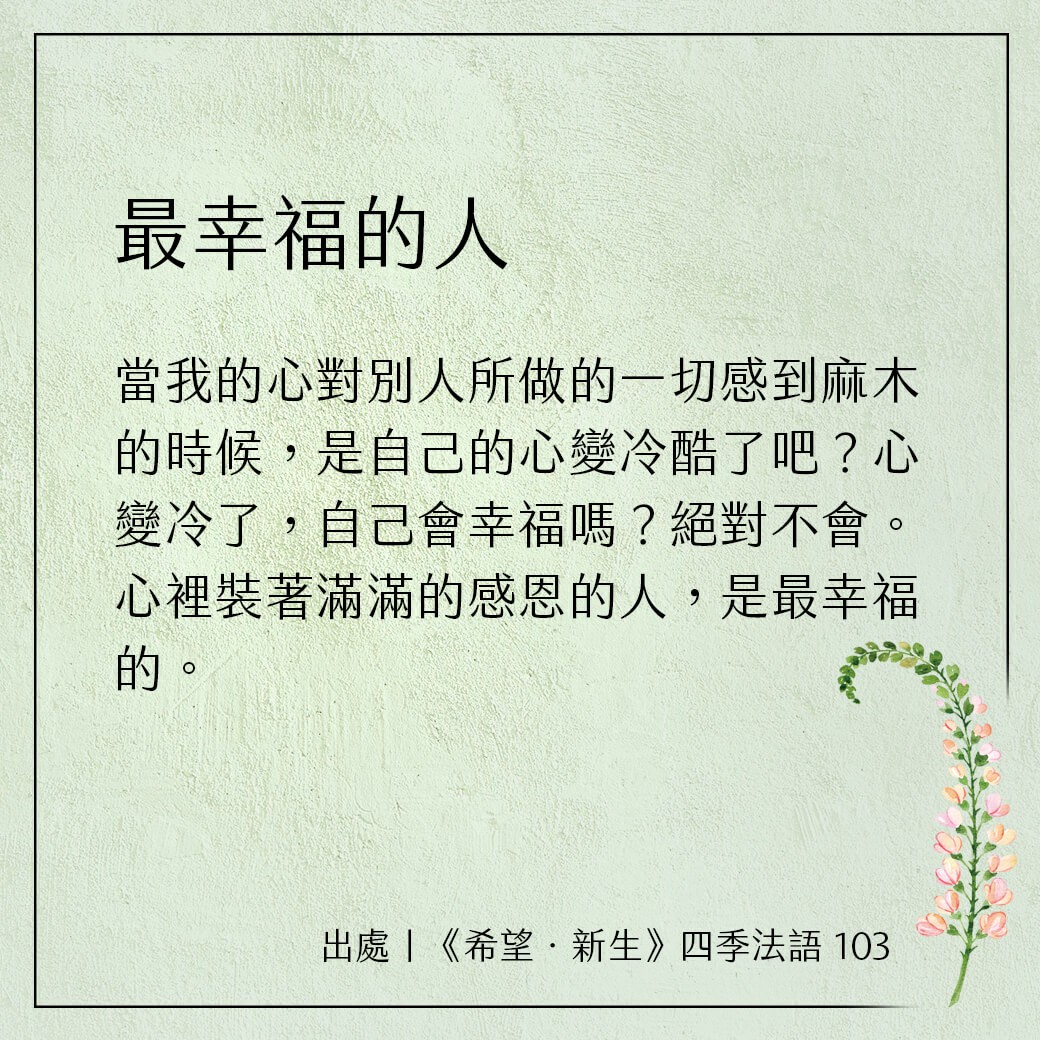 最幸福的人
當我的心對別人所做的一切感到麻木
的時候，是自己的心變冷酷了吧？心
變冷了，自己會幸福嗎？絕對不會。
心裡裝著滿滿的感恩的人，是最幸福
的。
出處｜《希望．新生》四季法語 103